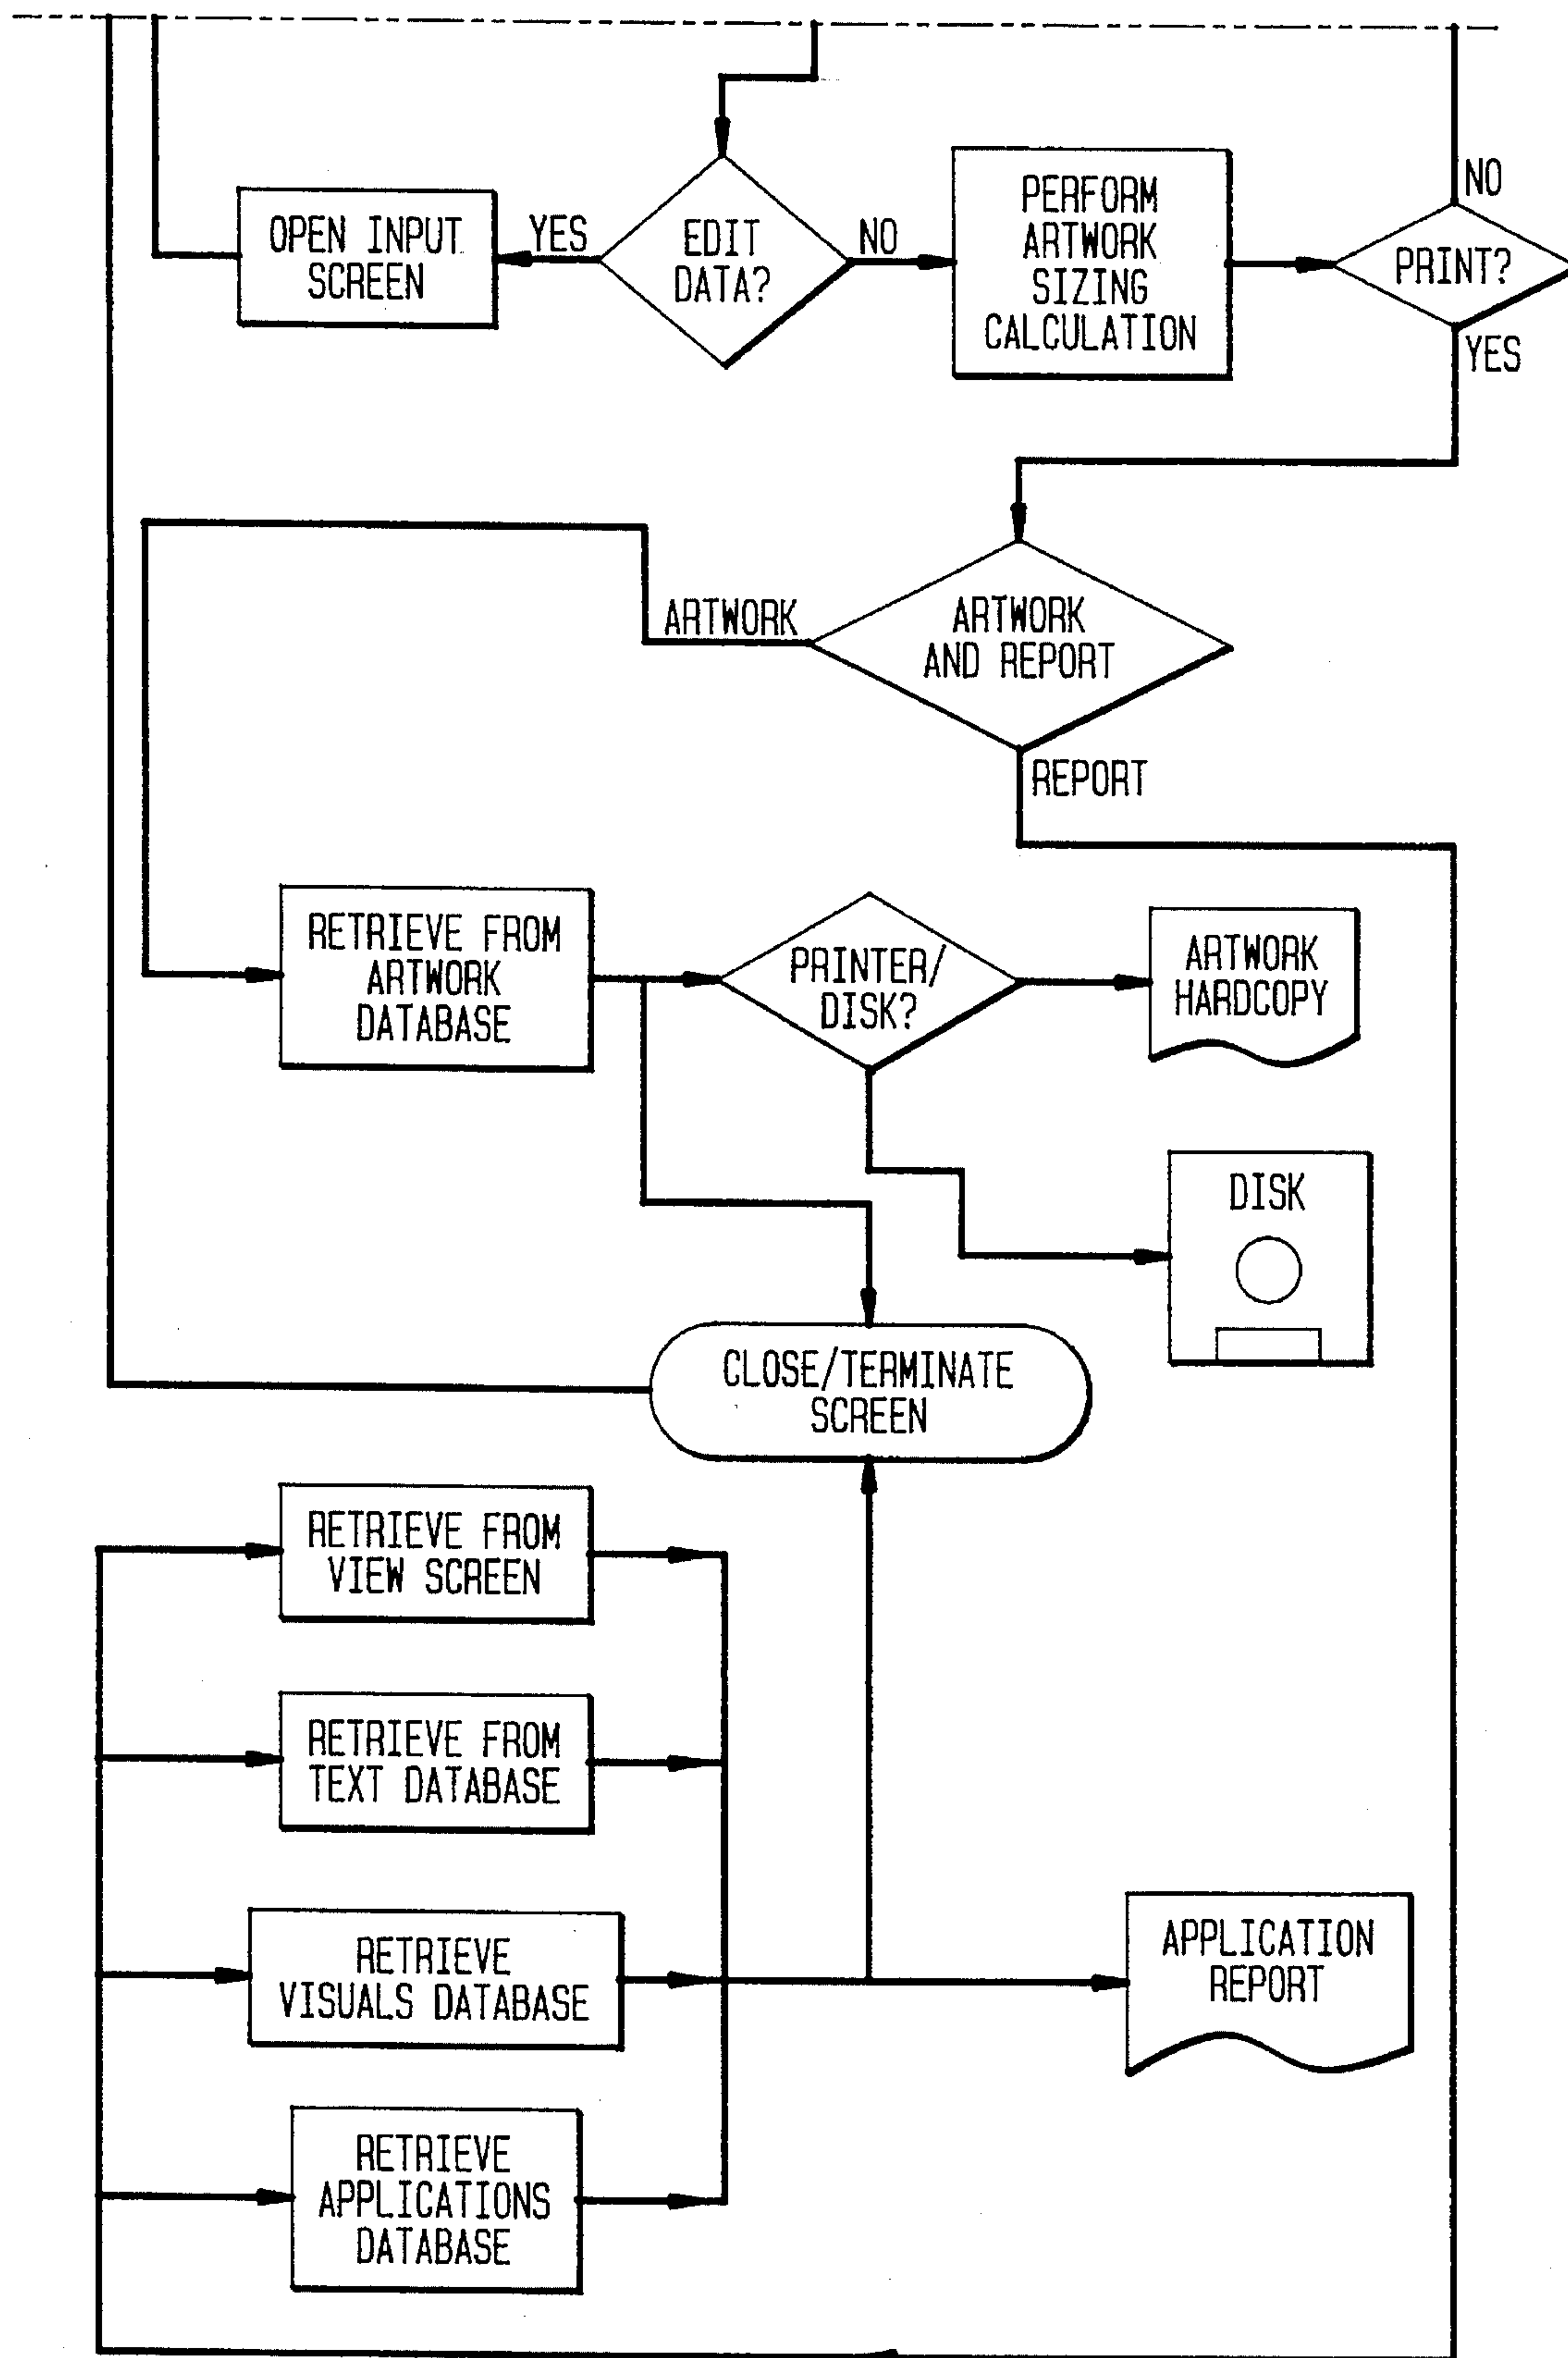 OPEN INPUT
SCREEN
YES
EDIT
DATA?
NO
PERFORM
ARTWORK
SIZING
CALCULATION
NO
PRINT?
YES
ARTWORK
ARTWORK
AND REPORT
REPORT
RETRIEVE FROM
ARTWORK
DATABASE
PRINTER/
DISK?
ARTWORK
HARDCOPY
DISK
CLOSE/TERMINATE
SCREEN
RETRIEVE FROM
VIEW SCREEN
RETRIEVE FROM
TEXT DATABASE
RETRIEVE
VISUALS DATABASE
APPLICATION
REPORT
RETRIEVE
APPLICATIONS
DATABASE